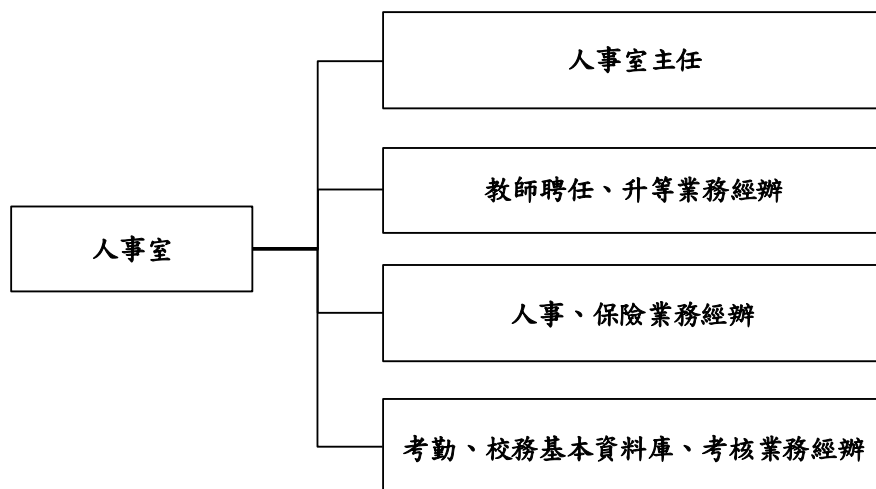 人事室主任
教師聘任、升等業務經辦
人事室
人事、保險業務經辦
考勤、校務基本資料庫、考核業務經辦